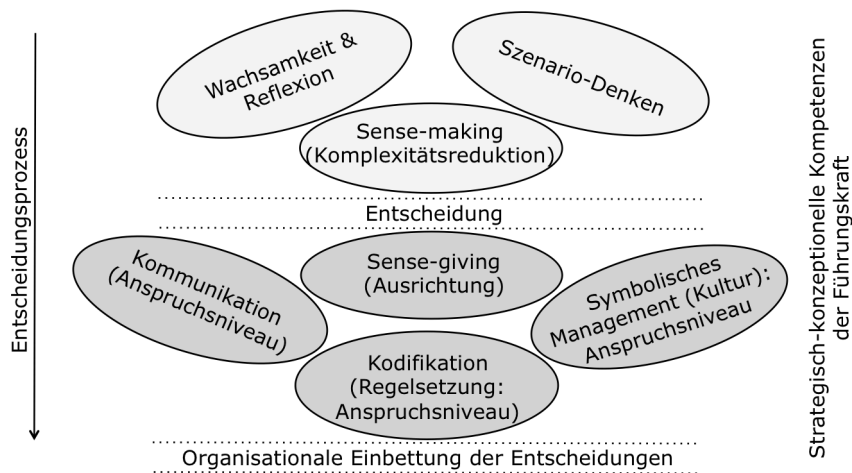 Wachsamkeit &
Reflexion
Szenario-Denken
Sense-making
(Komplexitätsreduktion)
Entscheidung
Kommunikation
(Anspruchsniveau)
Sense-giving
(Ausrichtung)
Symbolisches
Management (Kultur):
Anspruchsniveau
Kodifikation
(Regelsetzung:
Anspruchsniveau)
Organisationale Einbettung der Entscheidungen
Entscheidungsprozess
Strategisch-konzeptionelle Kompetenzen
der Führungskraft